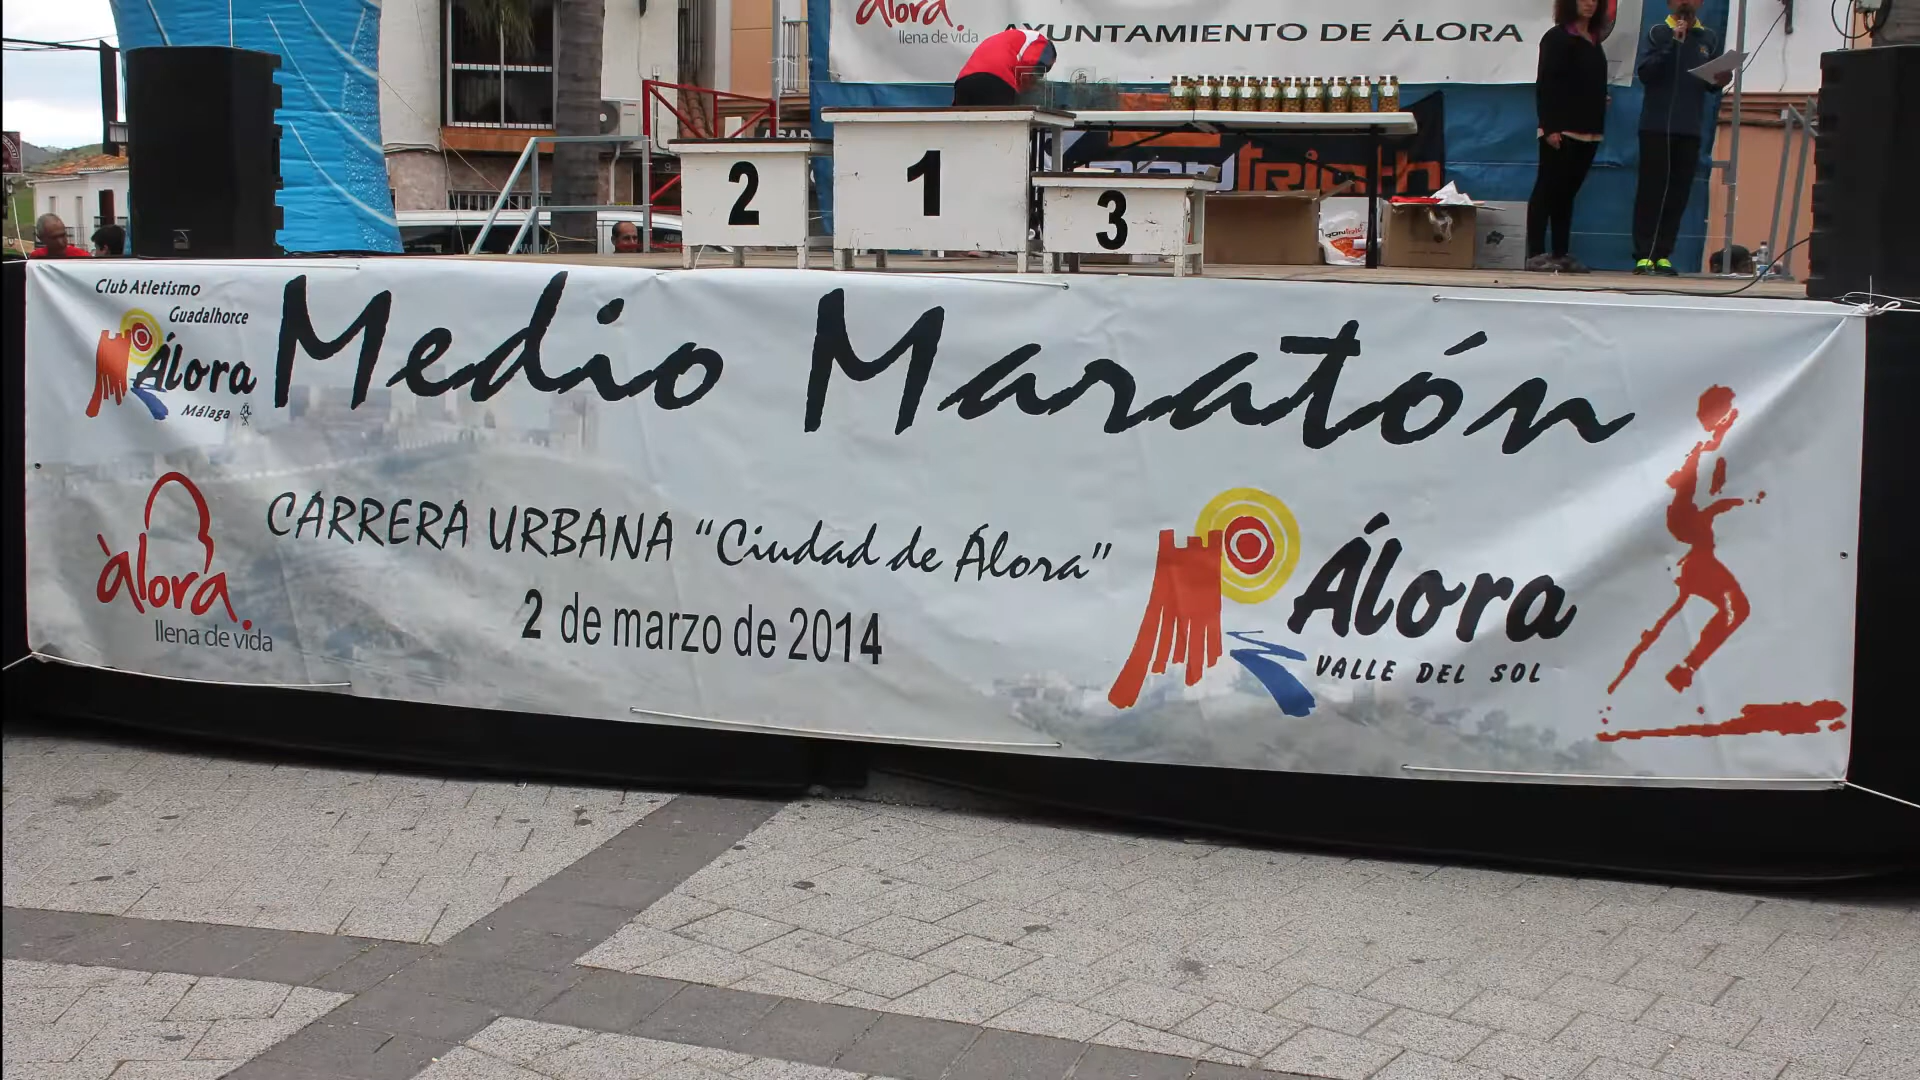 álora.
llena de vida
AYUNTAMIENTO DE ÁLORA
2
1
3
Club Atletismo
Guadalhorce
Álora
Málaga
Medio Maratón
CARRERA URBANA “Ciudad de Álora”
2 de marzo de 2014
àlora.
llena de vida
Álora
VALLE DEL SOL